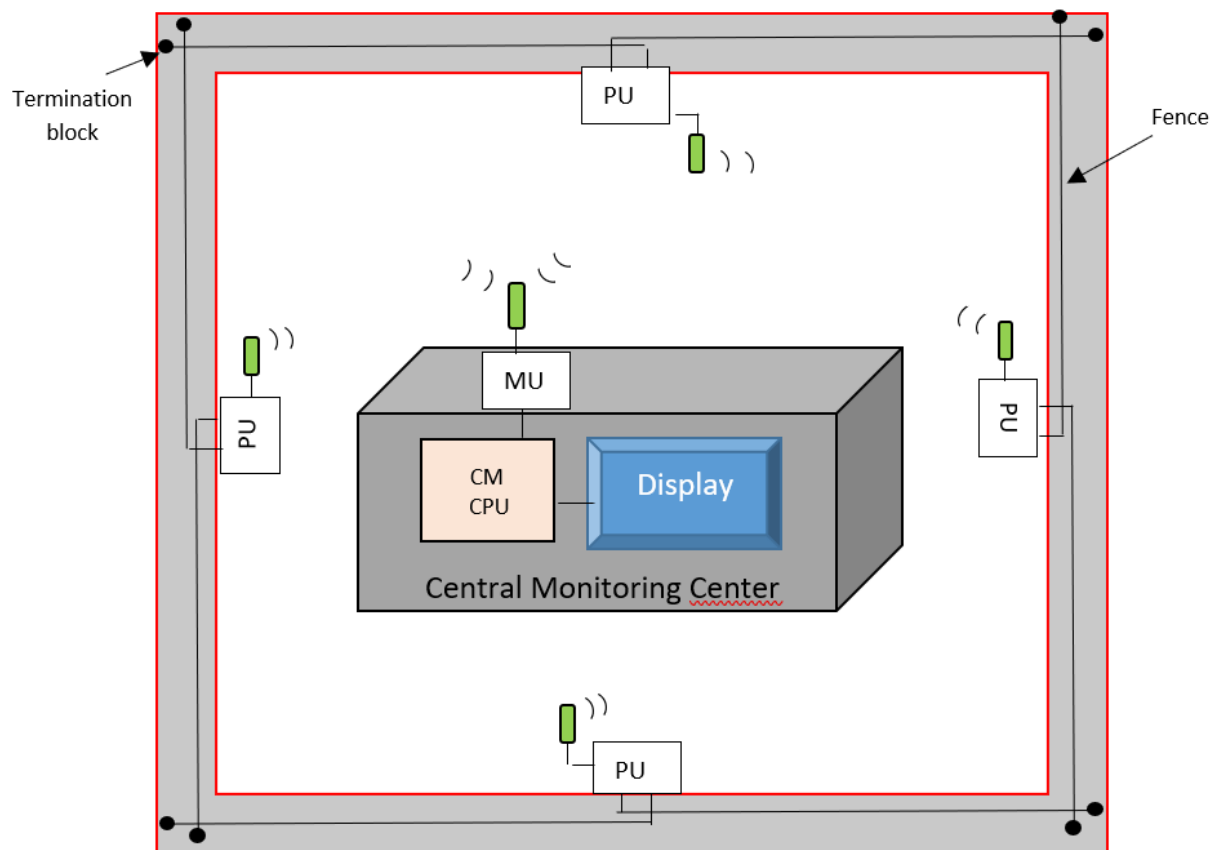 PU
Termination
block
Fence
MU
PU
PU
CM
CPU
Display
Central Monitoring Center
PU